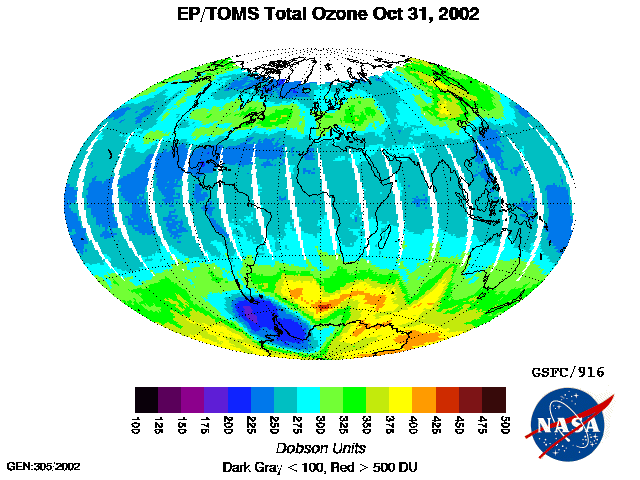 EP/TOMS Total Ozone Oct 31, 2002
GSFC/916
100 125 150 175 200 225 250 275 300 325 350 375 400 425 450 475 500
NASA
Dobson Units
GEN:305/2002
Dark Gray < 100, Red > 500 DU